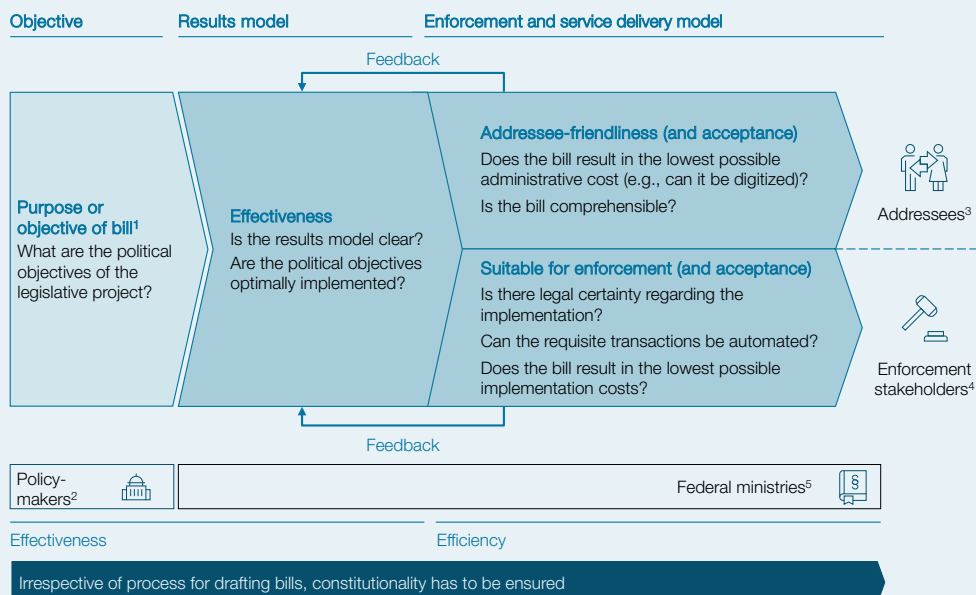 Objective
Results model
Enforcement and service delivery model
Feedback
Purpose or
objective of bill1
What are the political
objectives of the
legislative project?
Effectiveness
Is the results model clear?
Are the political objectives
optimally implemented?
Addressee-friendliness (and acceptance)
Does the bill result in the lowest possible
administrative cost (e.g., can it be digitized)?
Is the bill comprehensible?
Suitable for enforcement (and acceptance)
Is there legal certainty regarding the
implementation?
Can the requisite transactions be automated?
Does the bill result in the lowest possible
implementation costs?
Addressees3
Enforcement
stakeholders4
Feedback
Policy-
makers2
Federal ministries5
§
Effectiveness
Efficiency
Irrespective of process for drafting bills, constitutionality has to be ensured